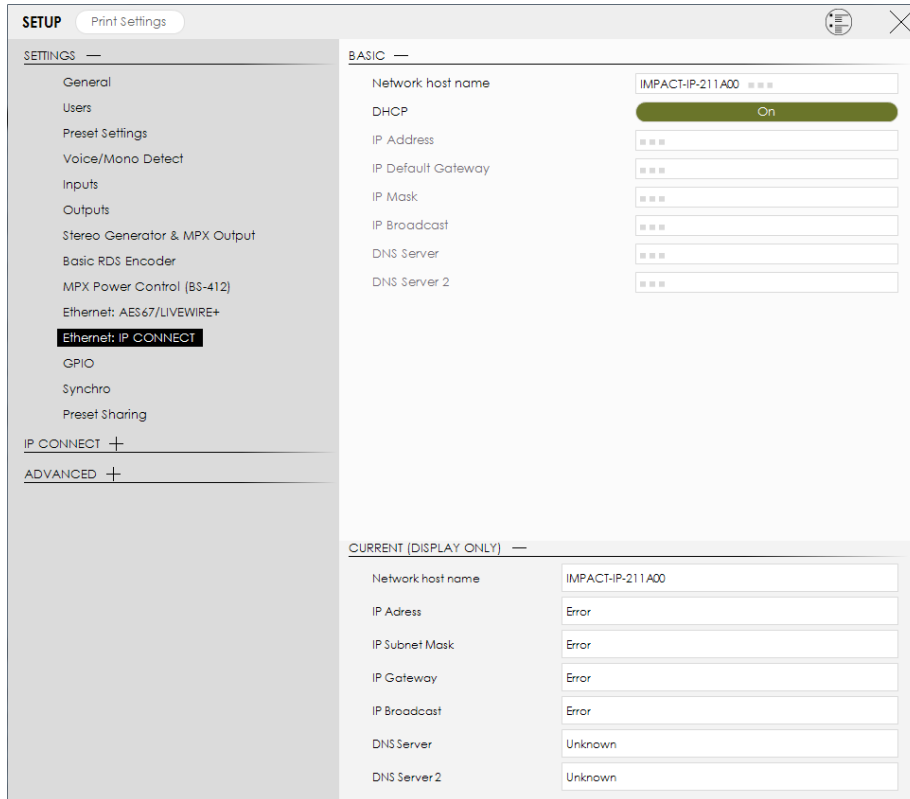 SETUP Print Settings
SETTINGS —
General
Users
Preset Settings
Voice/Mono Detect
Inputs
Outputs
Stereo Generator & MPX Output
Basic RDS Encoder
MPX Power Control (BS-412)
Ethernet: AES67/LIVEWIRE+
Ethernet: IP CONNECT
GPIO
Synchro
Preset Sharing
IP CONNECT +
ADVANCED +
BASIC —
Network host name IMPACT-IP-211A00
DHCP On
IP Address
IP Default Gateway
IP Mask
IP Broadcast
DNS Server
DNS Server 2
CURRENT (DISPLAY ONLY) —
Network host name IMPACT-IP-211A00
IP Adress Error
IP Subnet Mask Error
IP Gateway Error
IP Broadcast Error
DNS Server Unknown
DNS Server 2 Unknown